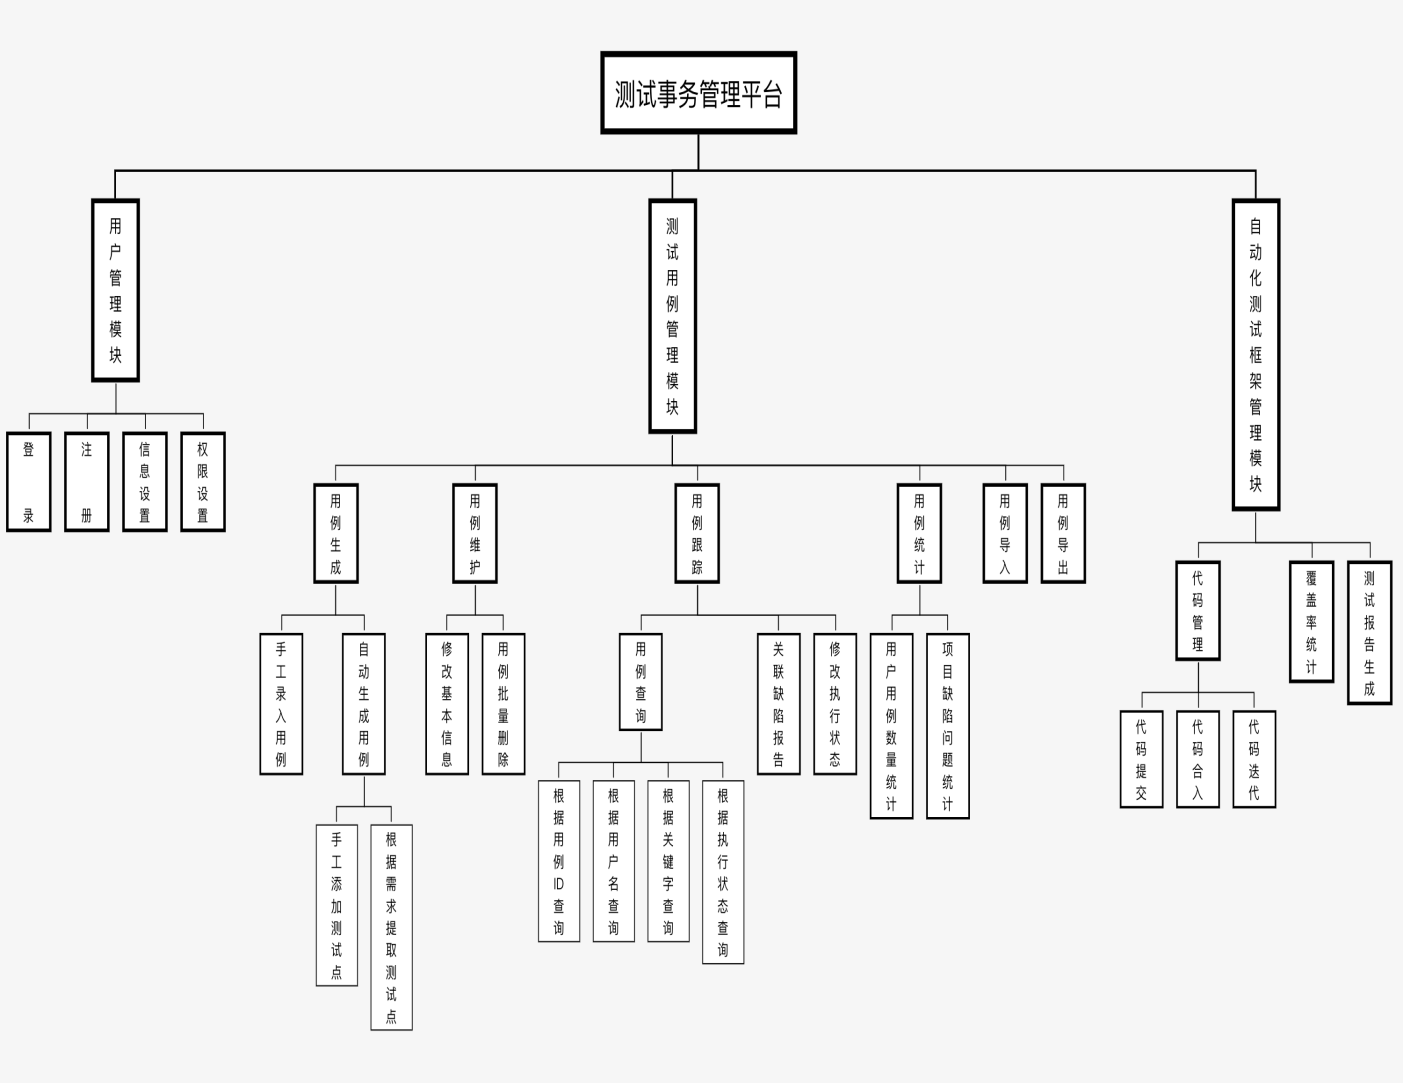 测试事务管理平台
用户管理模块
测试用例管理模块
自动化测试框架管理模块
登录
注册
信息设置
权限设置
用例生成
用例维护
用例跟踪
用例统计
用例导入
用例导出
代码管理
覆盖率统计
测试报告生成
手工录入用例
自动生成用例
修改基本信息
用例批量删除
用例查询
关联缺陷报告
修改执行状态
用户用例数量统计
项目缺陷问题统计
代码提交
代码合入
代码迭代
手工添加测试点
根据需求提取测试点
根据用例ID查询
根据用户名查询
根据关键字查询
根据执行状态查询